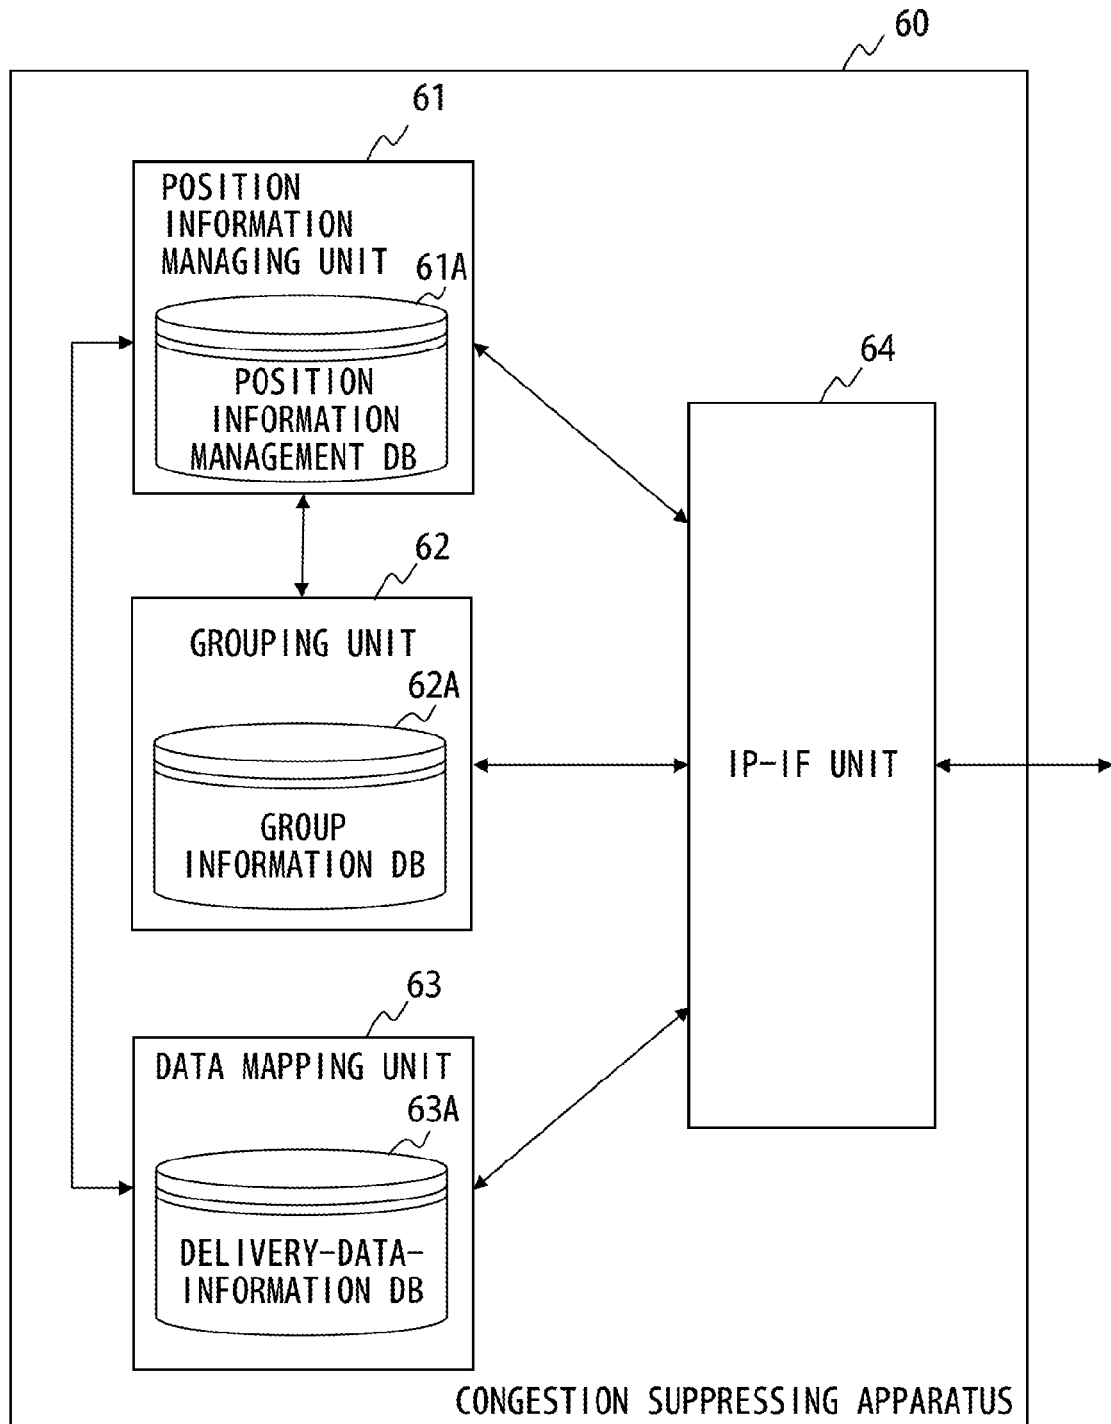 60
61
POSITION
INFORMATION
MANAGING UNIT
61A
POSITION
INFORMATION
MANAGEMENT DB
64
62
GROUPING UNIT
62A
GROUP
INFORMATION DB
IP-IF UNIT
63
DATA MAPPING UNIT
63A
DELIVERY-DATA-
INFORMATION DB
CONGESTION SUPPRESSING APPARATUS